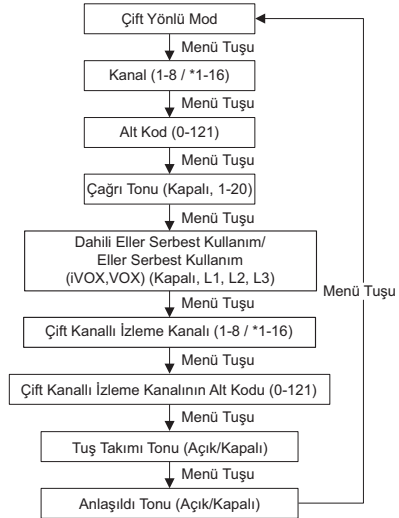 Çift Yönlü Mod
Menü Tuşu
Kanal (1-8 / *1-16)
Menü Tuşu
Alt Kod (0-121)
Menü Tuşu
Çağrı Tonu (Kapalı, 1-20)
Menü Tuşu
Dahili Eller Serbest Kullanım/
Eller Serbest Kullanım
(iVOX,VOX) (Kapalı, L1, L2, L3)
Menü Tuşu
Menü Tuşu
Çift Kanallı İzleme Kanalı (1-8 / *1-16)
Menü Tuşu
Çift Kanallı İzleme Kanalının Alt Kodu (0-121)
Menü Tuşu
Tuş Takımı Tonu (Açık/Kapalı)
Menü Tuşu
Anlaşıldı Tonu (Açık/Kapalı)